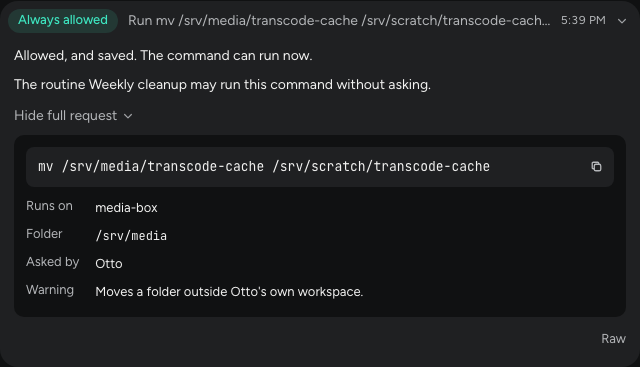 Always allowed Run mv /srv/media/transcode-cache /srv/scratch/transcode-cach... 5:39 PM
Allowed, and saved. The command can run now.
The routine Weekly cleanup may run this command without asking.
Hide full request
mv /srv/media/transcode-cache /srv/scratch/transcode-cache
Runs on media-box
Folder /srv/media
Asked by Otto
Warning Moves a folder outside Otto's own workspace.
Raw